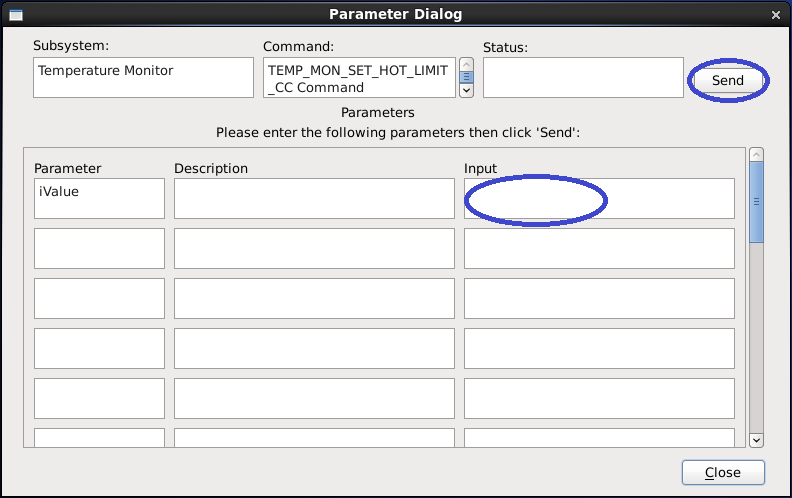 Parameter Dialog
Subsystem:
Command:
Status:
Temperature Monitor
TEMP_MON_SET_HOT_LIMIT
_CC Command
Send
Parameters
Please enter the following parameters then click 'Send':
Parameter
Description
Input
iValue
Close